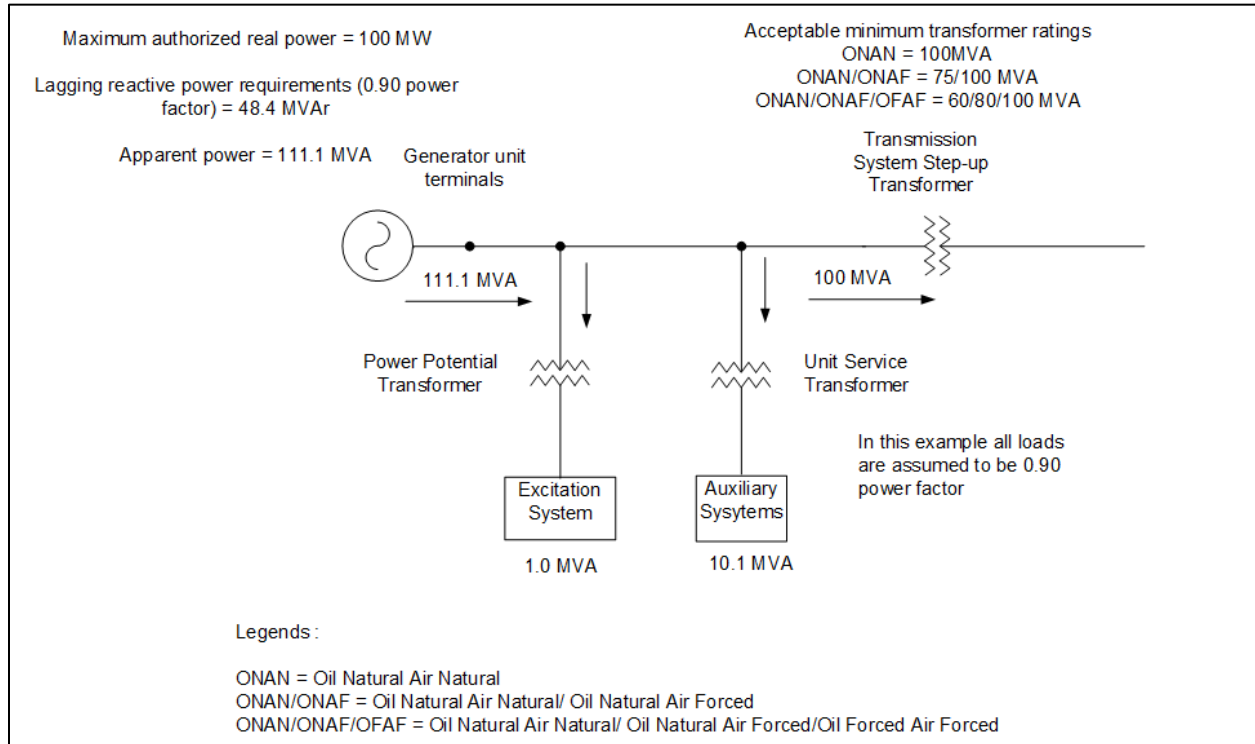 Maximum authorized real power = 100 MW
Lagging reactive power requirements (0.90 power
factor) = 48.4 MVAr
Apparent power = 111.1 MVA
Acceptable minimum transformer ratings
ONAN = 100MVA
ONAN/ONAF = 75/100 MVA
ONAN/ONAF/OFAF = 60/80/100 MVA
Generator unit
terminals
Transmission
System Step-up
Transformer
111.1 MVA
100 MVA
Power Potential
Transformer
Unit Service
Transformer
Excitation
System
1.0 MVA
Auxiliary
Sysytems
10.1 MVA
In this example all loads
are assumed to be 0.90
power factor
Legends :
ONAN = Oil Natural Air Natural
ONAN/ONAF = Oil Natural Air Natural/ Oil Natural Air Forced
ONAN/ONAF/OFAF = Oil Natural Air Natural/ Oil Natural Air Forced/Oil Forced Air Forced